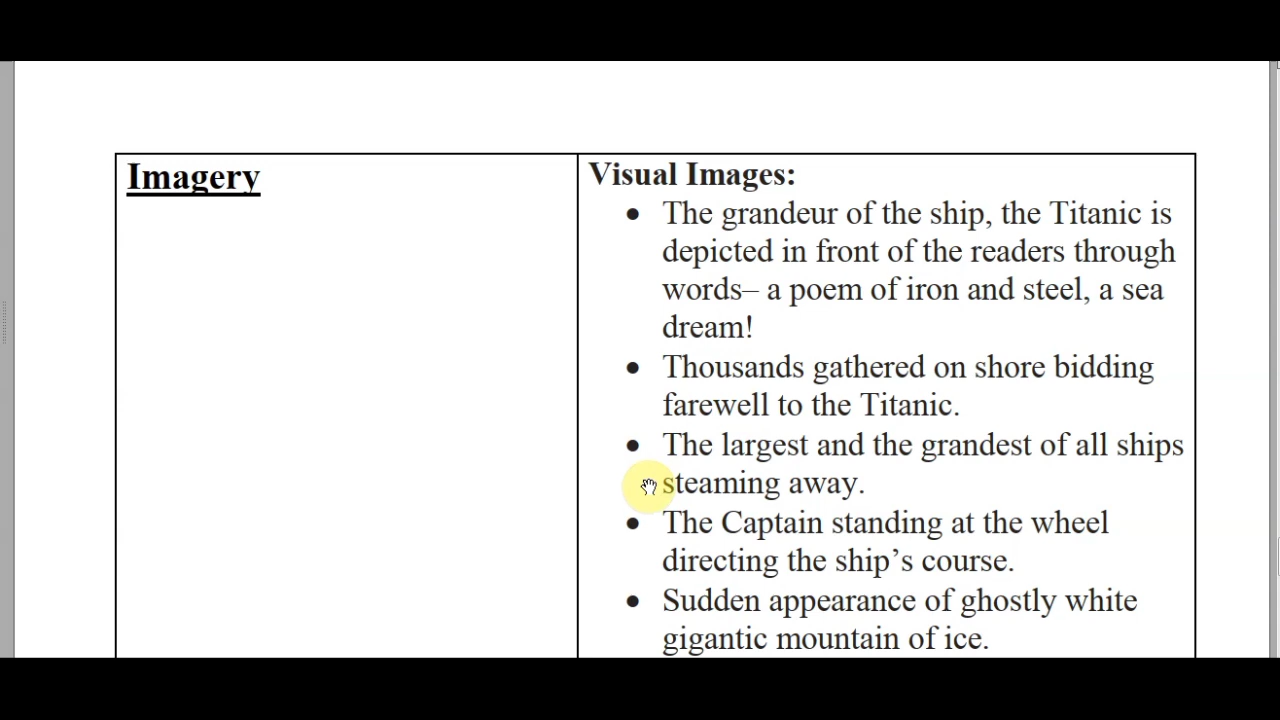 Imagery
Visual Images:
• The grandeur of the ship, the Titanic is
depicted in front of the readers through
words– a poem of iron and steel, a sea
dream!
• Thousands gathered on shore bidding
farewell to the Titanic.
• The largest and the grandest of all ships
steaming away.
• The Captain standing at the wheel
directing the ship’s course.
• Sudden appearance of ghostly white
gigantic mountain of ice.